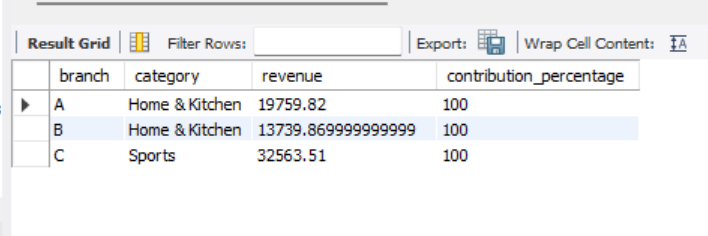 Result Grid Filter Rows: Export: Wrap Cell Content:
branch category revenue contribution_percentage
A Home & Kitchen 19759.82 100
B Home & Kitchen 13739.869999999999 100
C Sports 32563.51 100